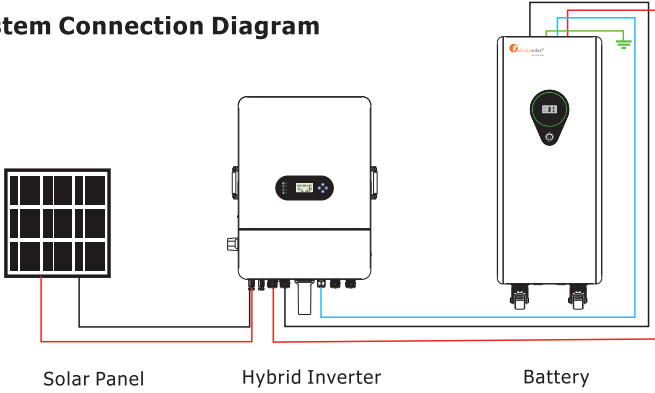 stem Connection Diagram
Solar Panel
Hybrid Inverter
Battery